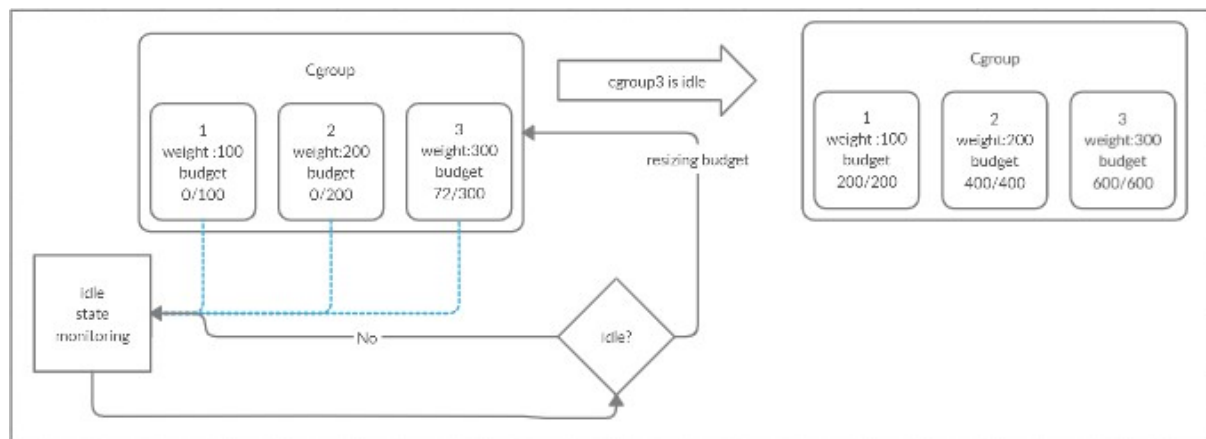 Cgroup
1
weight :100
budget
0/100
2
weight:200
budget
0/200
3
weight:300
budget
72/300
cgroup3 is idle
resizing budget
Cgroup
1
weight :100
budget
200/200
2
weight:200
budget
400/400
3
weight:300
budget
600/600
idle
state
monitoring
No
idle?